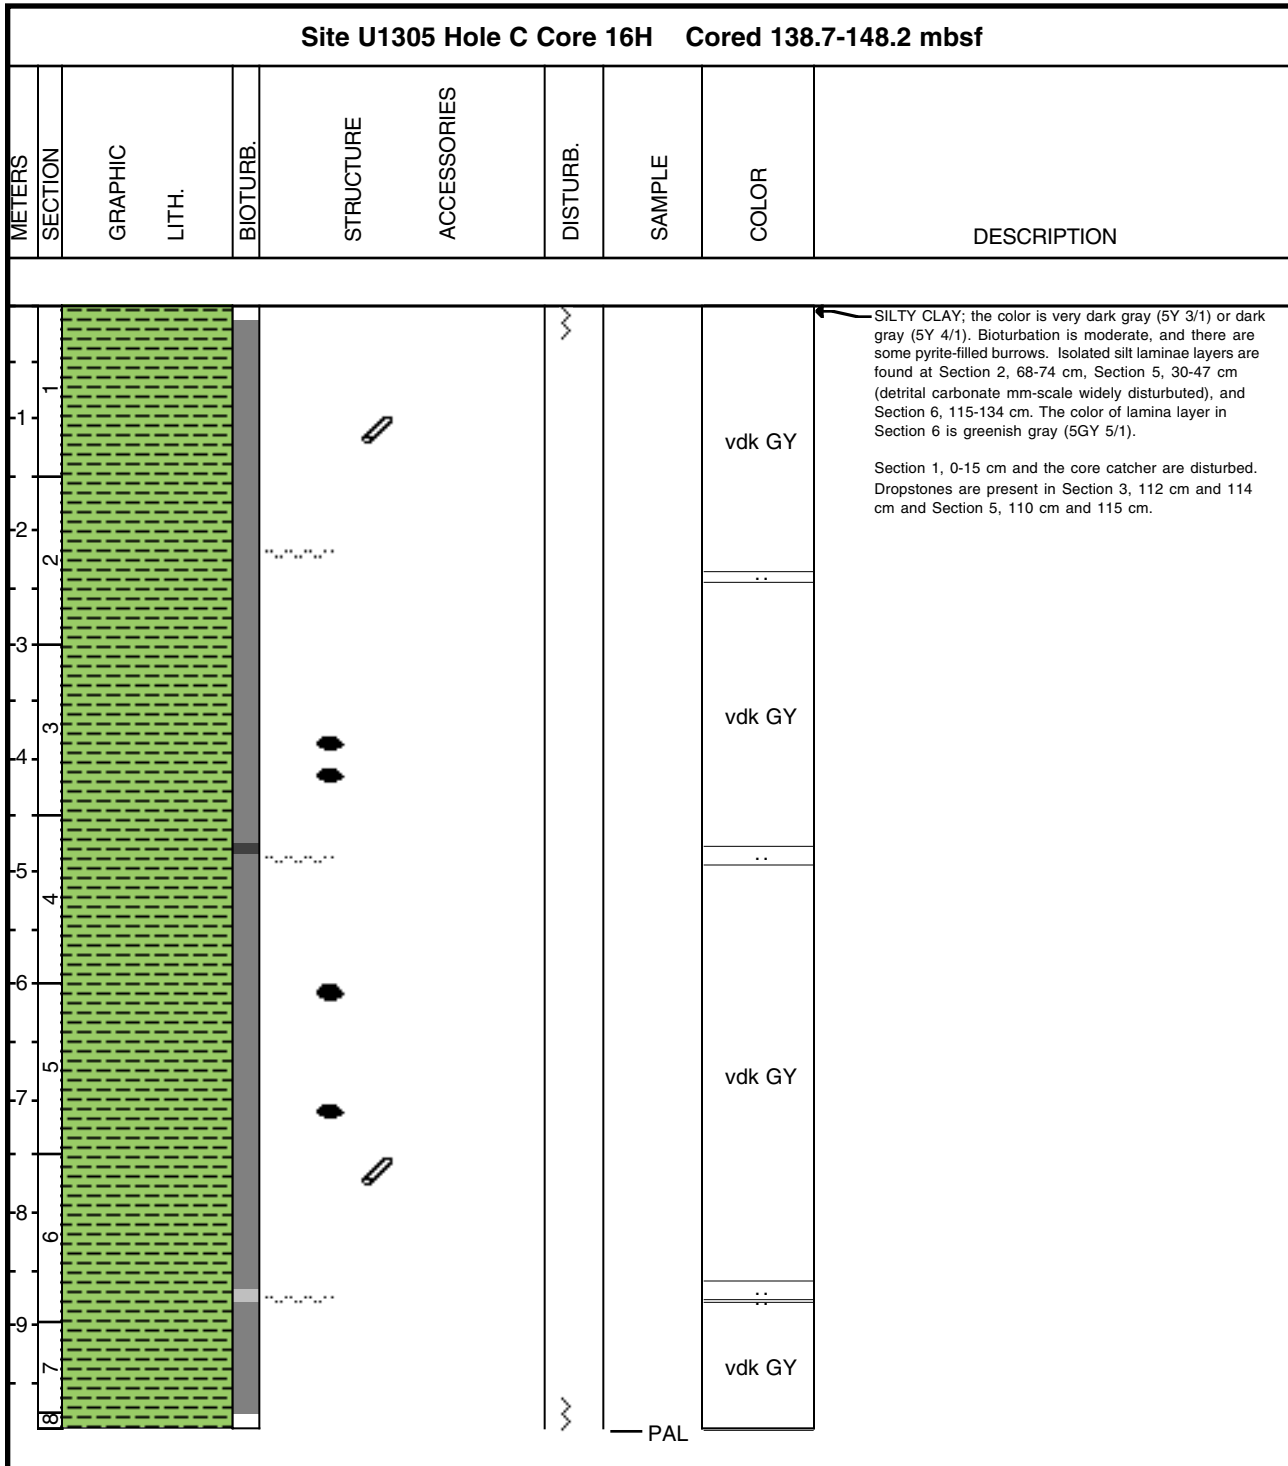 Site U1305 Hole C Core 16H Cored 138.7-148.2 mbsf
METERS
SECTION
GRAPHIC
LITH.
BIOTURB.
STRUCTURE
ACCESSORIES
DISTURB.
SAMPLE
COLOR
DESCRIPTION
SILTY CLAY; the color is very dark gray (5Y 3/1) or dark
gray (5Y 4/1). Bioturbation is moderate, and there are
some pyrite-filled burrows. Isolated silt laminae layers are
found at Section 2, 68-74 cm, Section 5, 30-47 cm
(detrital carbonate mm-scale widely disturbuted), and
Section 6, 115-134 cm. The color of lamina layer in
Section 6 is greenish gray (5GY 5/1).
Section 1, 0-15 cm and the core catcher are disturbed.
Dropstones are present in Section 3, 112 cm and 114
cm and Section 5, 110 cm and 115 cm.
1
1
vdk GY
2
2
3
3
vdk GY
4
5
4
6
5
vdk GY
7
8
6
9
7
vdk GY
8
PAL